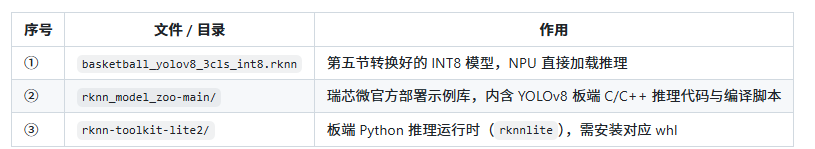 序号 文件 / 目录 作用
① basketball_yolov8_3cls_int8.rknn 第五节转换好的 INT8 模型，NPU 直接加载推理
② rknn_model_zoo-main/ 瑞芯微官方部署示例库，内含 YOLOv8 板端 C/C++ 推理代码与编译脚本
③ rknn-toolkit-lite2/ 板端 Python 推理运行时（ rknnlite ），需安装对应 whl